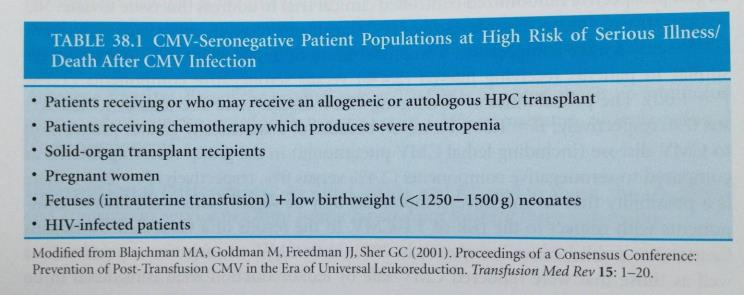 TABLE 38.1 CMV-Seronegative Patient Populations at High Risk of Serious Illness/
Death After CMV Infection
• Patients receiving or who may receive an allogeneic or autologous HPC transplant
• Patients receiving chemotherapy which produces severe neutropenia
• Solid-organ transplant recipients
• Pregnant women
• Fetuses (intrauterine transfusion) + low birthweight (<1250−1500 g) neonates
• HIV-infected patients
Modified from Blajchman MA, Goldman M, Freedman JJ, Sher GC (2001). Proceedings of a Consensus Conference:
Prevention of Post-Transfusion CMV in the Era of Universal Leukoreduction. Transfusion Med Rev 15: 1–20.